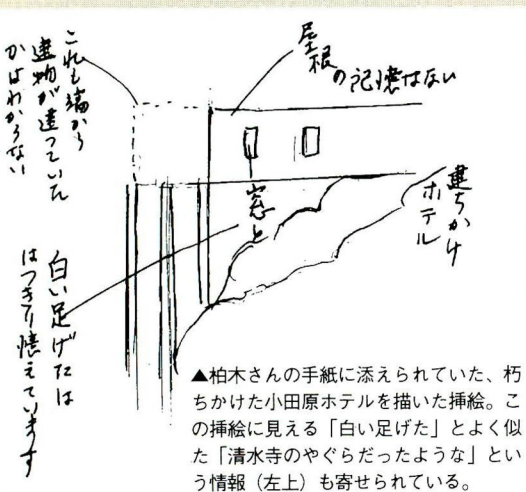 屋根
の記憶はない
これも端から
建物が建っていた
かはわからない
建ちかけ
ホテル
窓と
白い足げたは
はっきり憶えています
▲柏木さんの手紙に添えられていた、朽
ちかけた小田原ホテルを描いた挿絵。こ
の挿絵に見える「白い足げた」とよく似
た「清水寺のやぐらだったような」とい
う情報（左上）も寄せられている。